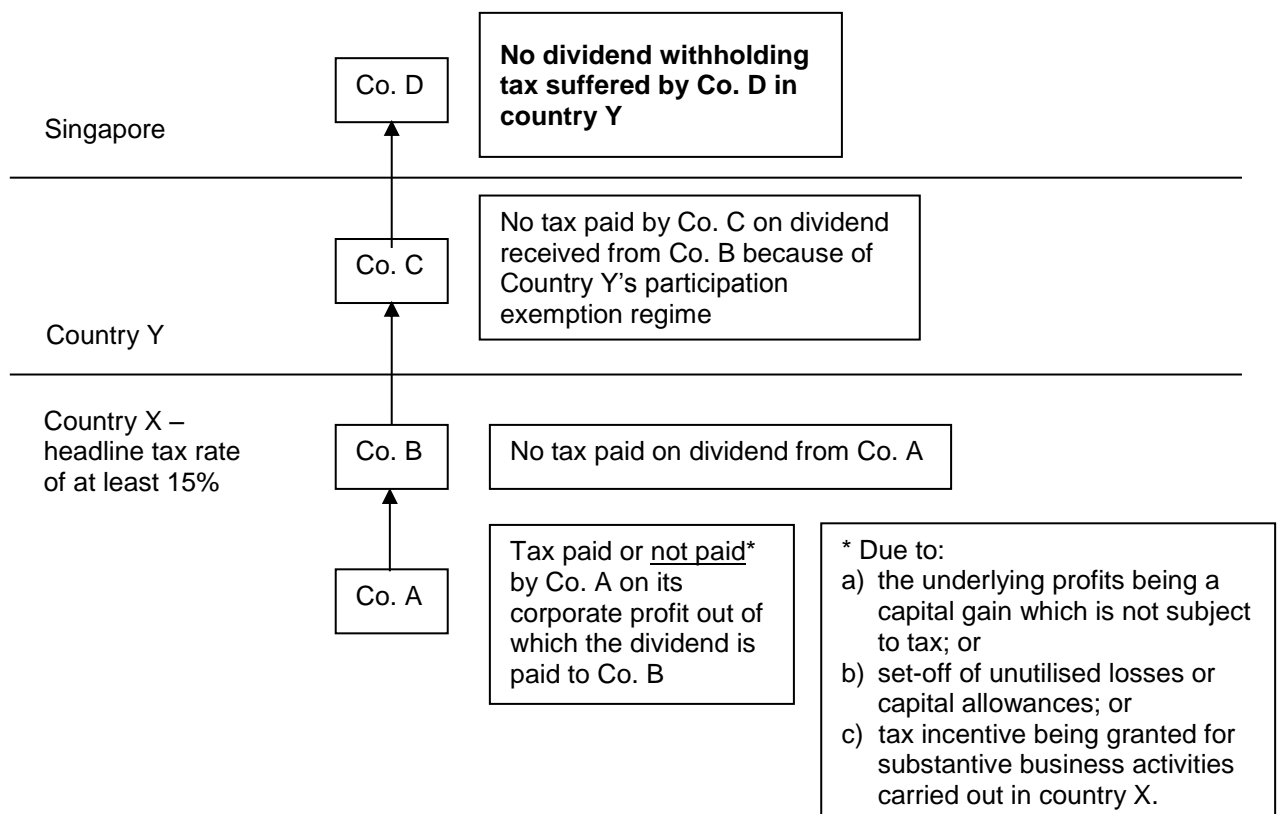 No dividend withholding
tax suffered by Co. D in
country Y
Co. D
Singapore
No tax paid by Co. C on dividend
received from Co. B because of
Country Y’s participation
exemption regime
Co. C
Country Y
Country X –
headline tax rate
of at least 15%
Co. B
No tax paid on dividend from Co. A
Co. A
Tax paid or not paid*
by Co. A on its
corporate profit out of
which the dividend is
paid to Co. B
* Due to:
a) the underlying profits being a
capital gain which is not subject
to tax; or
b) set-off of unutilised losses or
capital allowances; or
c) tax incentive being granted for
substantive business activities
carried out in country X.